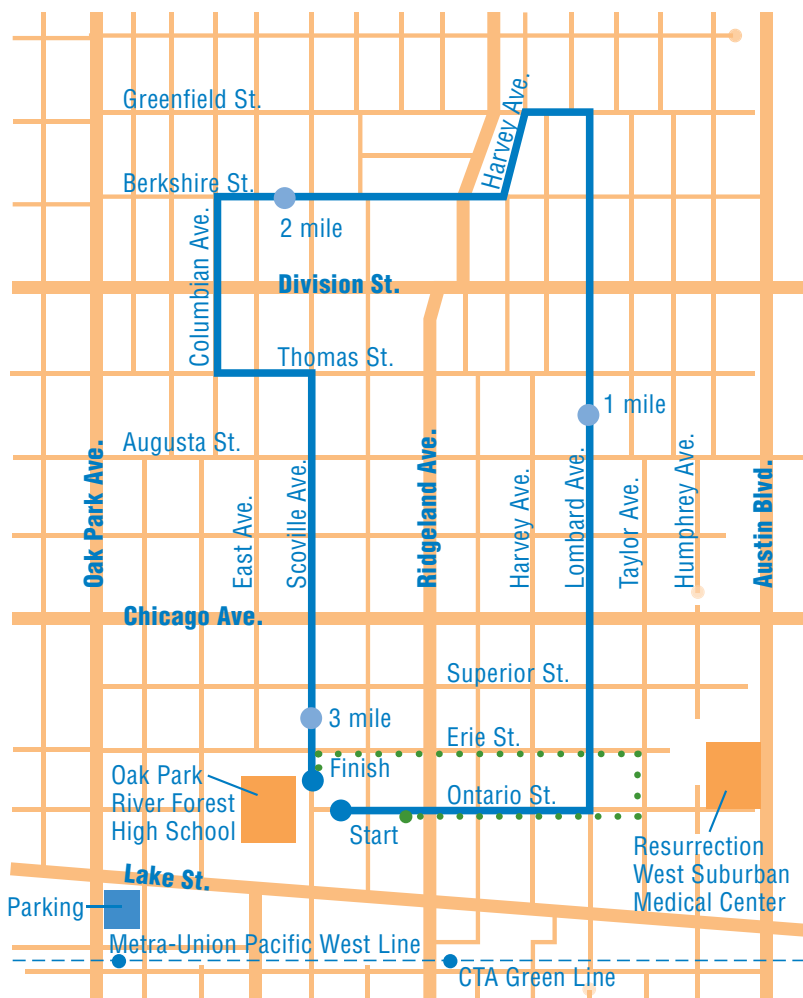 Greenfield St.
Harvey Ave.
Berkshire St.
2 mile
Columbian Ave.
Division St.
Thomas St.
1 mile
Augusta St.
Oak Park Ave.
East Ave.
Scoville Ave.
Ridgeland Ave.
Harvey Ave.
Lombard Ave.
Taylor Ave.
Humphrey Ave.
Austin Blvd.
Chicago Ave.
Superior St.
3 mile
Erie St.
Finish
Oak Park
River Forest
High School
Ontario St.
Start
Resurrection
West Suburban
Medical Center
Lake St.
Parking
Metra-Union Pacific West Line
CTA Green Line